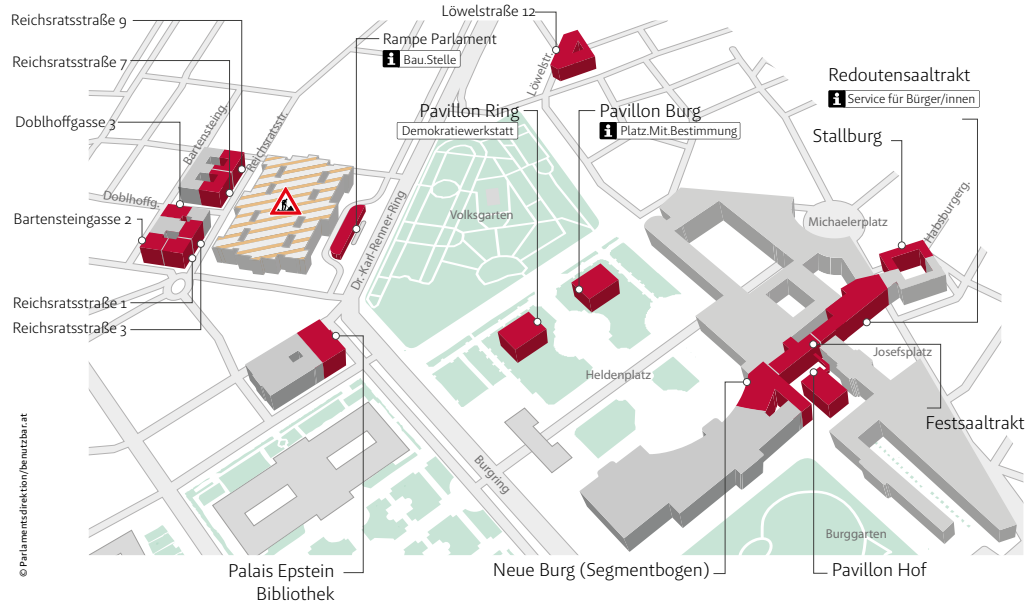 Reichsratsstraße 9
Reichsratsstraße 7
Doblhoffgasse 3
Bartensteingasse 2
Reichsratsstraße 1
Reichsratsstraße 3
Bartensteing.
Reichsratsstr.
Doblhoffg.
Rampe Parlament
i Bau.Stelle
Dr.-Karl-Renner-Ring
Löwelstraße 12
Löwelstr.
Pavillon Ring
Demokratiewerkstatt
Pavillon Burg
i Platz.Mit.Bestimmung
Redoutensaaltrakt
i Service für Bürger/innen
Stallburg
Habsburgerg.
Michaelerplatz
Volksgarten
Heldenplatz
Josefsplatz
Festsaaltrakt
Burgring
Burggarten
Palais Epstein
Bibliothek
Neue Burg (Segmentbogen)
Pavillon Hof
© Parlamentsdirektion/benutzbar.at